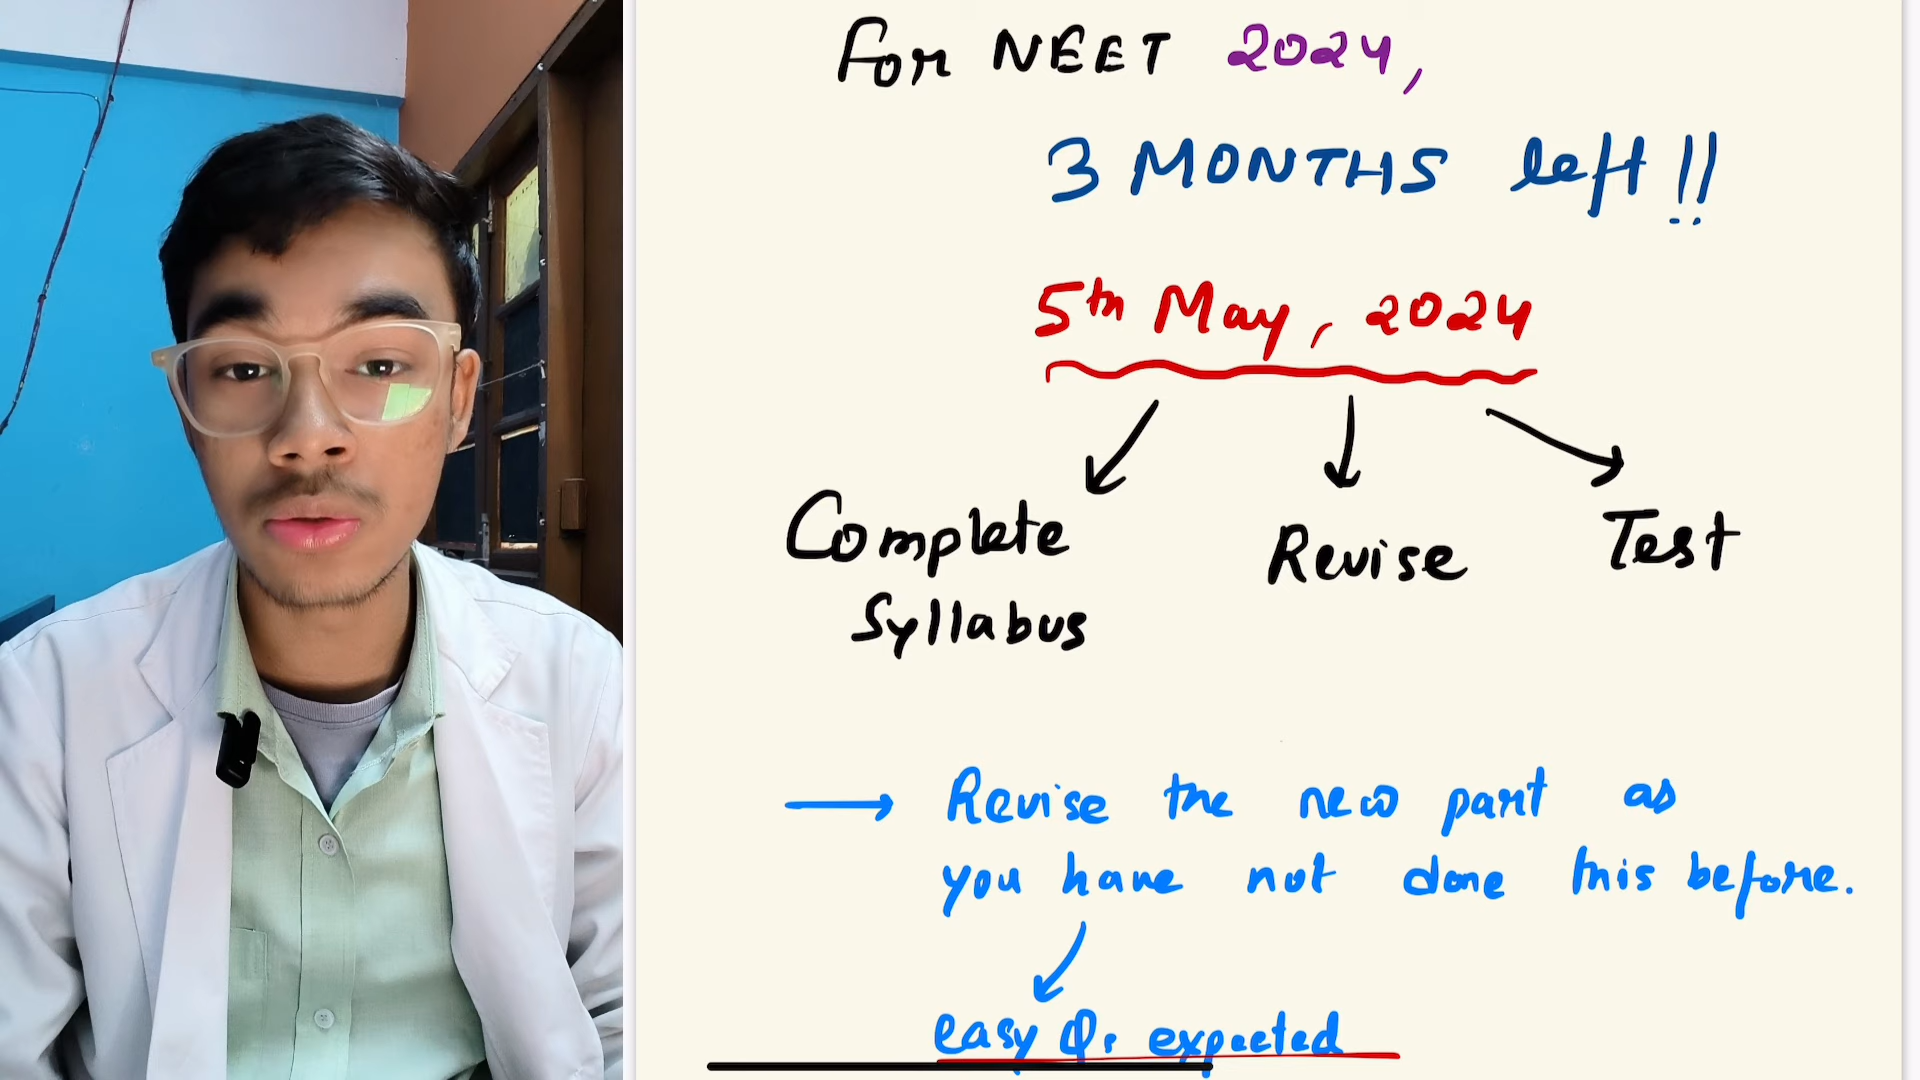 For NEET 2024,
3 MONTHS left!!
5th May, 2024
Complete Syllabus
Revise
Test
→ Revise the new part as
you have not done this before.
easy Qs expected